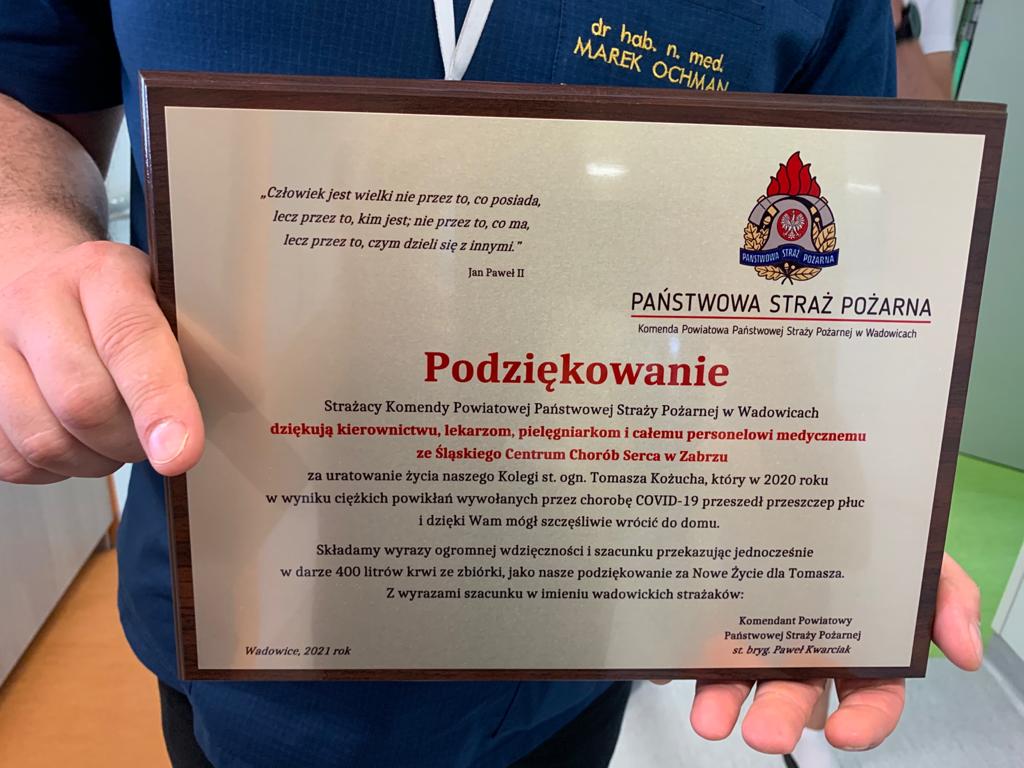 dr hab. n. med.
MAREK OCHMAN
„Człowiek jest wielki nie przez to, co posiada,
lecz przez to, kim jest; nie przez to, co ma,
lecz przez to, czym dzieli się z innymi.”
Jan Paweł II
PAŃSTWOWA STRAŻ POŻARNA
PAŃSTWOWA STRAŻ POŻARNA
Komenda Powiatowa Państwowej Straży Pożarnej w Wadowicach
Podziękowanie
Strażacy Komendy Powiatowej Państwowej Straży Pożarnej w Wadowicach
dziękują kierownictwu, lekarzom, pielęgniarkom i całemu personelowi medycznemu
ze Śląskiego Centrum Chorób Serca w Zabrzu
za uratowanie życia naszego Kolegi st. ogn. Tomasza Kożucha, który w 2020 roku
w wyniku ciężkich powikłań wywołanych przez chorobę COVID-19 przeszedł przeszczep płuc
i dzięki Wam mógł szczęśliwie wrócić do domu.
Składamy wyrazy ogromnej wdzięczności i szacunku przekazując jednocześnie
w darze 400 litrów krwi ze zbiórki, jako nasze podziękowanie za Nowe Życie dla Tomasza.
Z wyrazami szacunku w imieniu wadowickich strażaków:
Komendant Powiatowy
Państwowej Straży Pożarnej
st. bryg. Paweł Kwarciak
Wadowice, 2021 rok